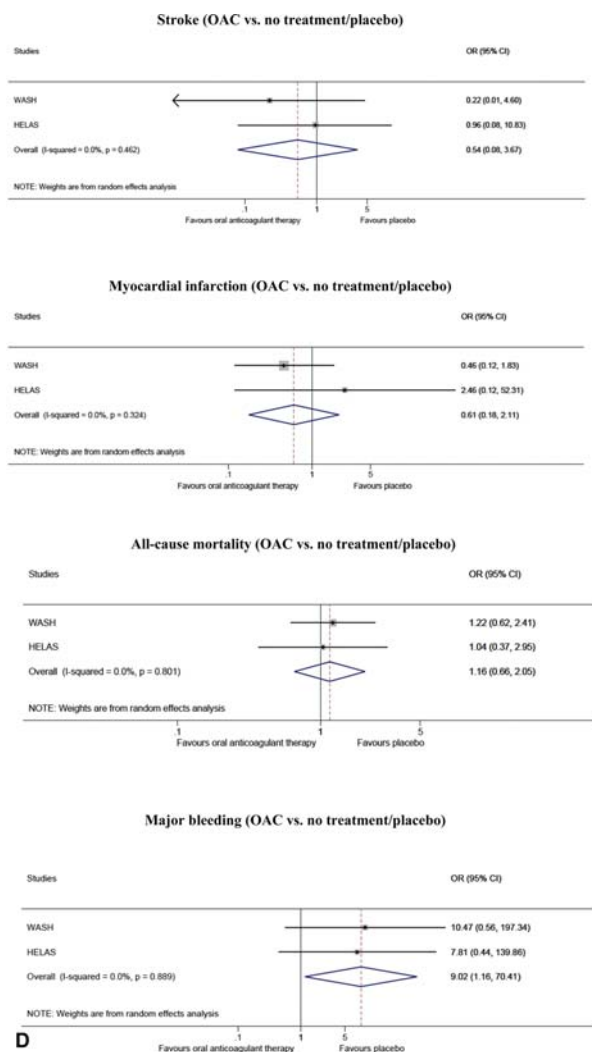 Stroke (OAC vs. no treatment/placebo)
Studies OR (95% CI)
WASH 0.22 (0.01, 4.60)
HELAS 0.96 (0.08, 10.83)
Overall (I-squared = 0.0%, p = 0.462) 0.54 (0.08, 3.67)
NOTE: Weights are from random effects analysis
.1 1 5
Favours oral anticoagulant therapy Favours placebo
Myocardial infarction (OAC vs. no treatment/placebo)
Studies OR (95% CI)
WASH 0.46 (0.12, 1.83)
HELAS 2.46 (0.12, 52.31)
Overall (I-squared = 0.0%, p = 0.324) 0.61 (0.18, 2.11)
NOTE: Weights are from random effects analysis
.1 1 5
Favours oral anticoagulant therapy Favours placebo
All-cause mortality (OAC vs. no treatment/placebo)
Studies OR (95% CI)
WASH 1.22 (0.62, 2.41)
HELAS 1.04 (0.37, 2.95)
Overall (I-squared = 0.0%, p = 0.801) 1.16 (0.66, 2.05)
NOTE: Weights are from random effects analysis
.1 1 5
Favours oral anticoagulant therapy Favours placebo
Major bleeding (OAC vs. no treatment/placebo)
Studies OR (95% CI)
WASH 10.47 (0.56, 197.34)
HELAS 7.81 (0.44, 139.86)
Overall (I-squared = 0.0%, p = 0.889) 9.02 (1.16, 70.41)
NOTE: Weights are from random effects analysis
.1 1 5
Favours oral anticoagulant therapy Favours placebo
D